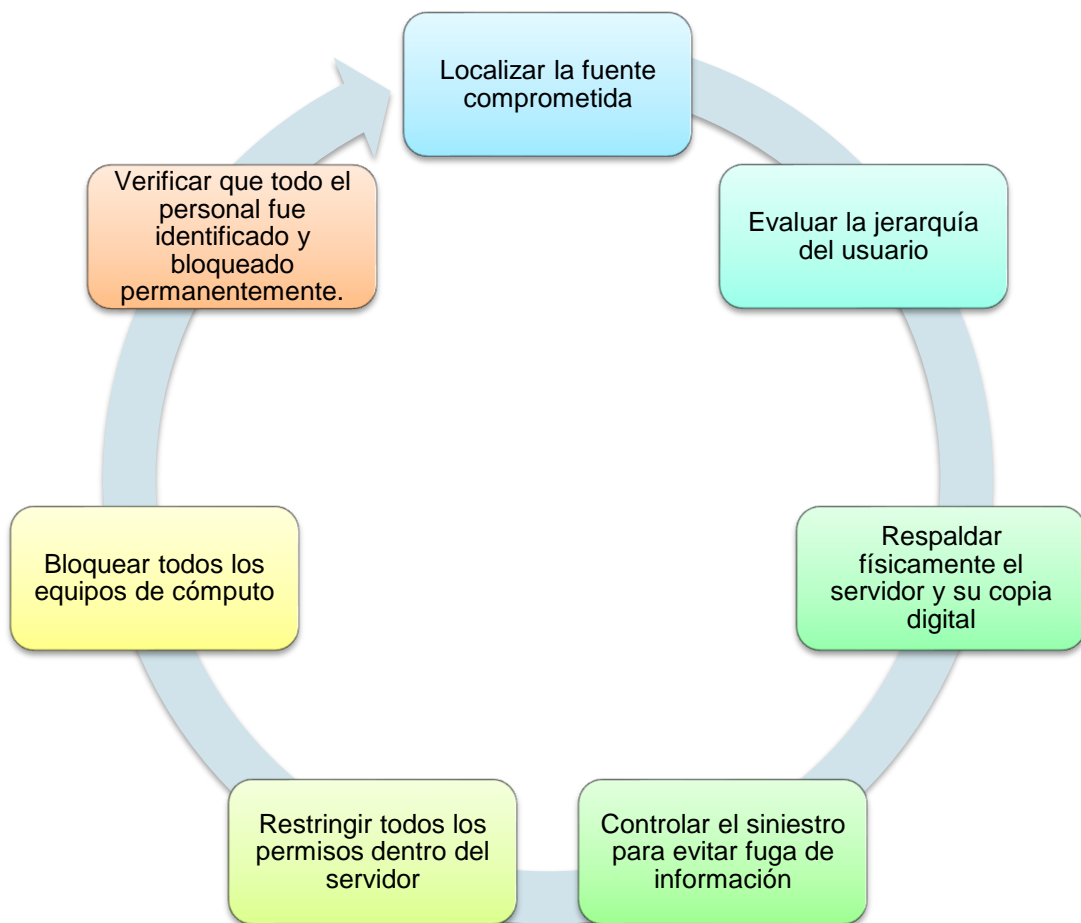 Localizar la fuente
comprometida
Evaluar la jerarquía
del usuario
Respaldar
físicamente el
servidor y su copia
digital
Controlar el siniestro
para evitar fuga de
información
Restringir todos los
permisos dentro del
servidor
Bloquear todos los
equipos de cómputo
Verificar que todo el
personal fue
identificado y
bloqueado
permanentemente.